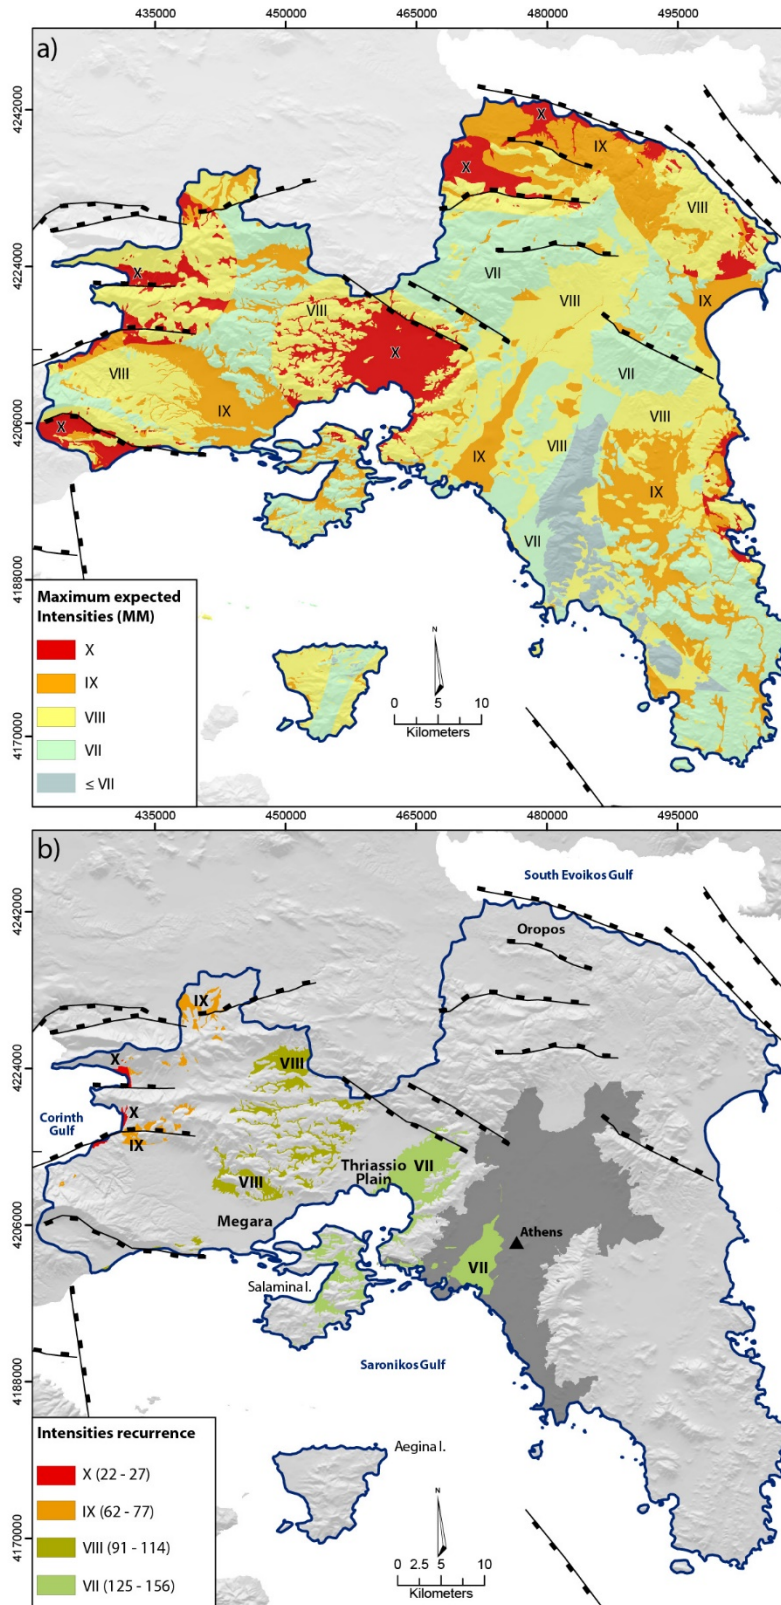 435000 450000 465000 480000 495000
a)
4242000
4224000
4206000
4188000
4170000
X
IX
X
VIII
VII
X
IX
VIII
VIII
X
VII
VIII
IX
VIII
X
IX
VIII
IX
VII
Maximum expected
Intensities (MM)
X
IX
VIII
VII
≤ VII
N
0 5 10
Kilometers
435000 450000 465000 480000 495000
b)
4242000
4224000
4206000
4188000
4170000
South Evoikos Gulf
Oropos
IX
X
VIII
Corinth
Gulf
X
IX
Thriassio
Plain
VII
VIII
Megara
Athens
VII
Salamina I.
Saronikos Gulf
Aegina I.
Intensities recurrence
X (22 - 27)
IX (62 - 77)
VIII (91 - 114)
VII (125 - 156)
N
0 2.5 5 10
Kilometers